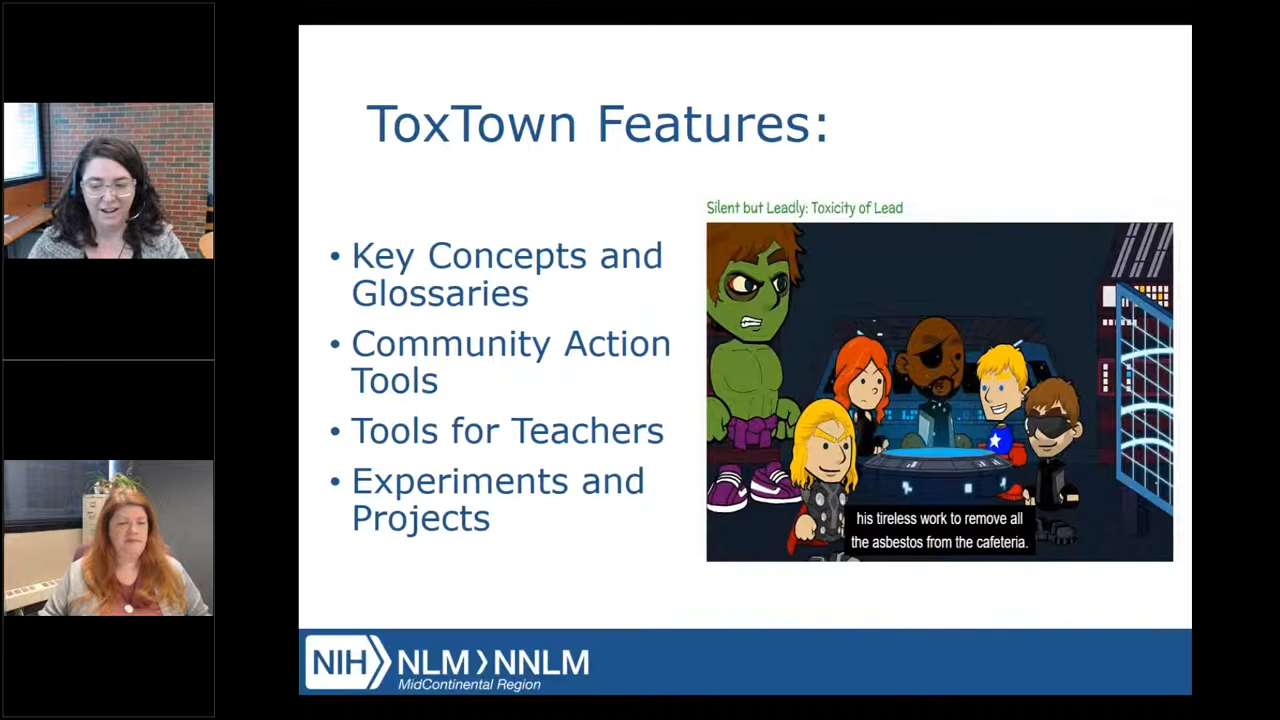 ToxTown Features:
• Key Concepts and
Glossaries
• Community Action
Tools
• Tools for Teachers
• Experiments and
Projects
Silent but Leadly: Toxicity of Lead
his tireless work to remove all
the asbestos from the cafeteria.
NIH NLM NNLM
MidContinental Region